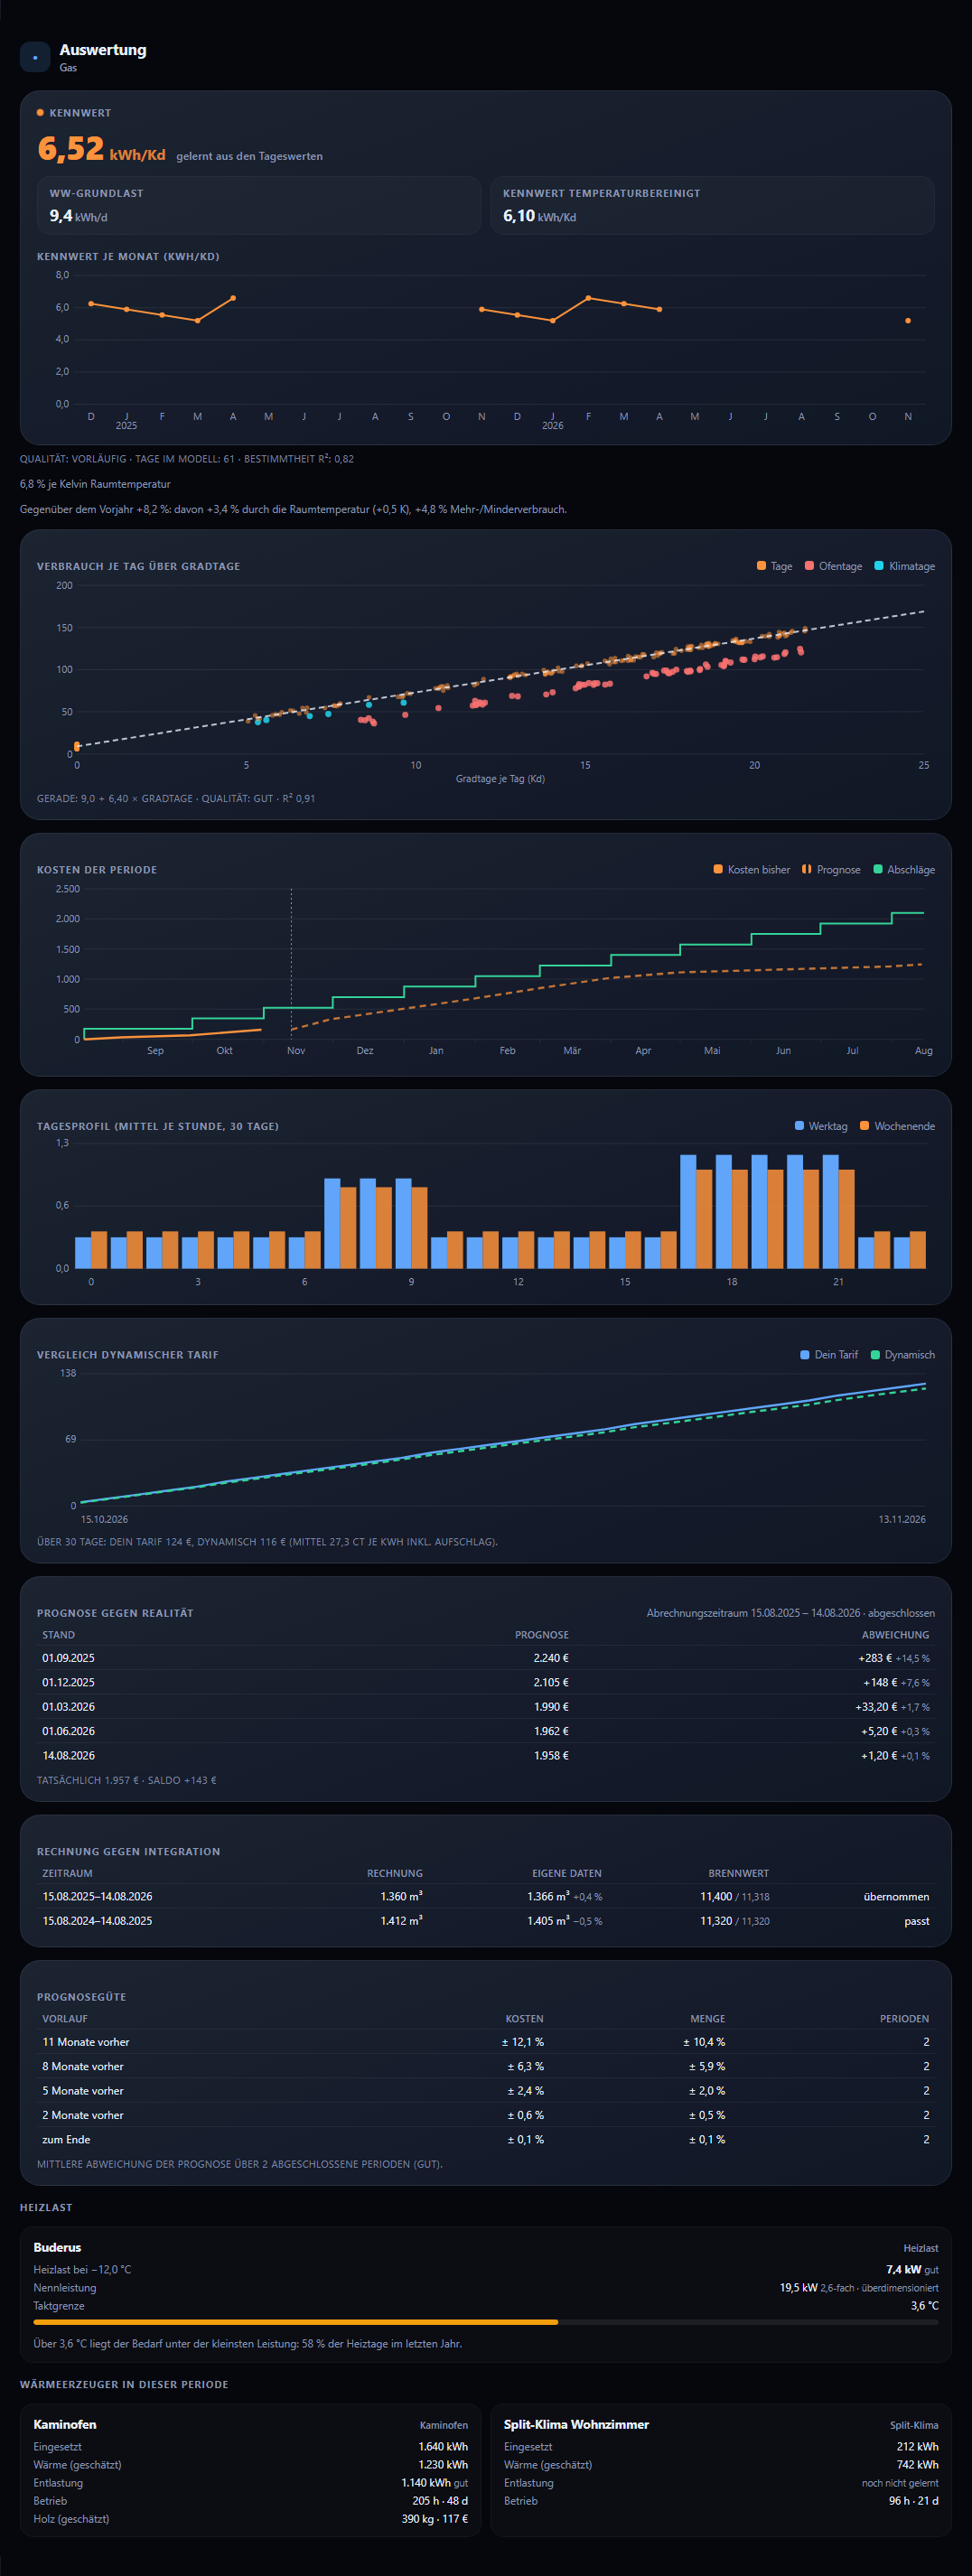 Auswertung
Gas
KENNWERT
6,52 kWh/Kd gelernt aus den Tageswerten
WW-GRUNDLAST
9,4 kWh/d
KENNWERT TEMPERATURBEREINIGT
6,10 kWh/Kd
KENNWERT JE MONAT (KWH/KD)
8,0
6,0
4,0
2,0
0,0
D J F M A M J J A S O N D J F M A M J J A S O N
2025 2026
QUALITÄT: VORLÄUFIG · TAGE IM MODELL: 61 · BESTIMMTHEIT R²: 0,82
6,8 % je Kelvin Raumtemperatur
Gegenüber dem Vorjahr +8,2 %: davon +3,4 % durch die Raumtemperatur (+0,5 K), +4,8 % Mehr-/Minderverbrauch.
VERBRAUCH JE TAG ÜBER GRADTAGE
Tage Ofentage Klimatage
200
150
100
50
0
0 5 10 15 20 25
Gradtage je Tag (Kd)
GERADE: 9,0 + 6,40 × GRADTAGE · QUALITÄT: GUT · R² 0,91
KOSTEN DER PERIODE
Kosten bisher Prognose Abschläge
2.500
2.000
1.500
1.000
500
0
Sep Okt Nov Dez Jan Feb Mär Apr Mai Jun Jul Aug
TAGESPROFIL (MITTEL JE STUNDE, 30 TAGE)
Werktag Wochenende
1,3
0,6
0,0
0 3 6 9 12 15 18 21
VERGLEICH DYNAMISCHER TARIF
Dein Tarif Dynamisch
138
69
0
15.10.2026 13.11.2026
ÜBER 30 TAGE: DEIN TARIF 124 €, DYNAMISCH 116 € (MITTEL 27,3 CT JE KWH INKL. AUFSCHLAG).
PROGNOSE GEGEN REALITÄT
Abrechnungszeitraum 15.08.2025 – 14.08.2026 · abgeschlossen
STAND PROGNOSE ABWEICHUNG
01.09.2025 2.240 € +283 € +14,5 %
01.12.2025 2.105 € +148 € +7,6 %
01.03.2026 1.990 € +33,20 € +1,7 %
01.06.2026 1.962 € +5,20 € +0,3 %
14.08.2026 1.958 € +1,20 € +0,1 %
TATSÄCHLICH 1.957 € · SALDO +143 €
RECHNUNG GEGEN INTEGRATION
ZEITRAUM RECHNUNG EIGENE DATEN BRENNWERT
15.08.2025–14.08.2026 1.360 m³ 1.366 m³ +0,4 % 11,400 / 11,318 übernommen
15.08.2024–14.08.2025 1.412 m³ 1.405 m³ −0,5 % 11,320 / 11,320 passt
PROGNOSEGÜTE
VORLAUF KOSTEN MENGE PERIODEN
11 Monate vorher ± 12,1 % ± 10,4 % 2
8 Monate vorher ± 6,3 % ± 5,9 % 2
5 Monate vorher ± 2,4 % ± 2,0 % 2
2 Monate vorher ± 0,6 % ± 0,5 % 2
zum Ende ± 0,1 % ± 0,1 % 2
MITTLERE ABWEICHUNG DER PROGNOSE ÜBER 2 ABGESCHLOSSENE PERIODEN (GUT).
HEIZLAST
Buderus Heizlast
Heizlast bei −12,0 °C 7,4 kW gut
Nennleistung 19,5 kW 2,6-fach · überdimensioniert
Taktgrenze 3,6 °C
Über 3,6 °C liegt der Bedarf unter der kleinsten Leistung: 58 % der Heiztage im letzten Jahr.
WÄRMEERZEUGER IN DIESER PERIODE
Kaminofen Kaminofen
Eingesetzt 1.640 kWh
Wärme (geschätzt) 1.230 kWh
Entlastung 1.140 kWh gut
Betrieb 205 h · 48 d
Holz (geschätzt) 390 kg · 117 €
Split-Klima Wohnzimmer Split-Klima
Eingesetzt 212 kWh
Wärme (geschätzt) 742 kWh
Entlastung noch nicht gelernt
Betrieb 96 h · 21 d